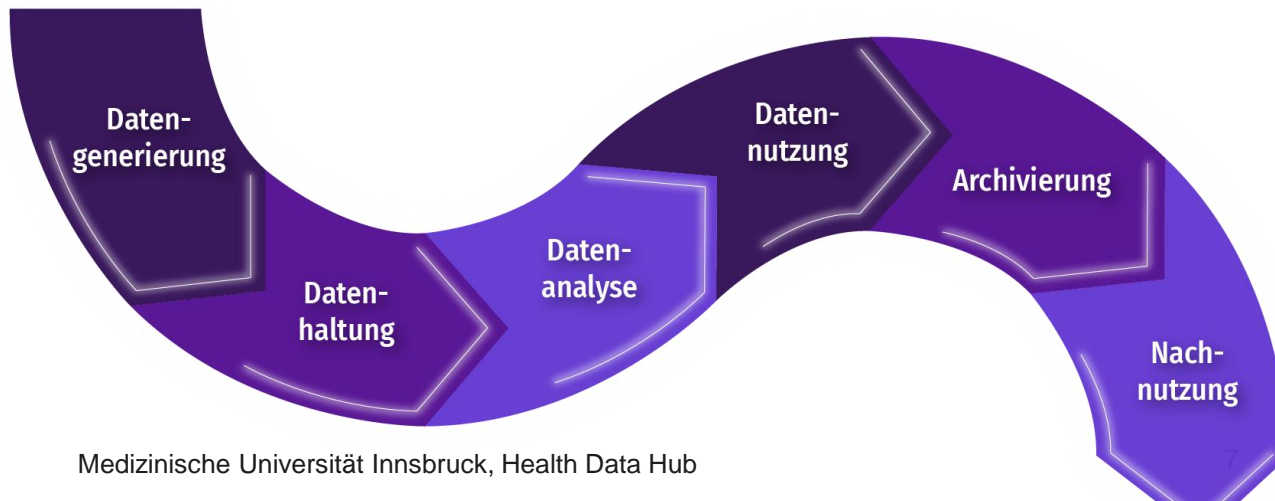 Daten-
generierung
Daten-
haltung
Daten-
analyse
Daten-
nutzung
Archivierung
Nach-
nutzung
Medizinische Universität Innsbruck, Health Data Hub
7